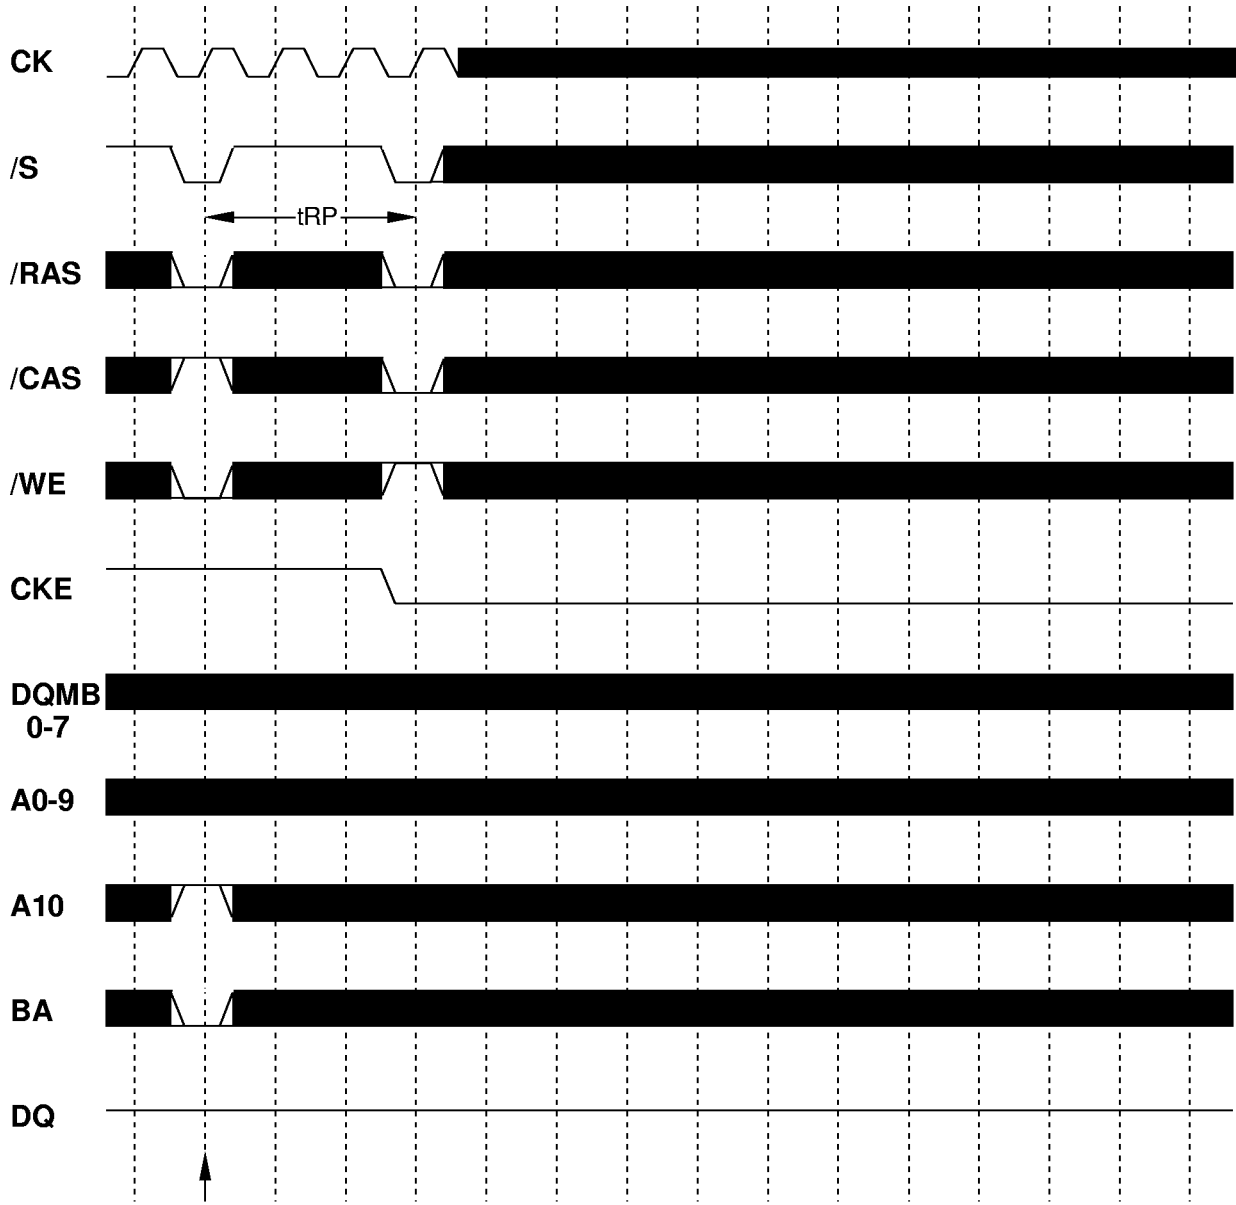 CK
/S
tRP
/RAS
/CAS
/WE
CKE
DQMB
0-7
A0-9
A10
BA
DQ